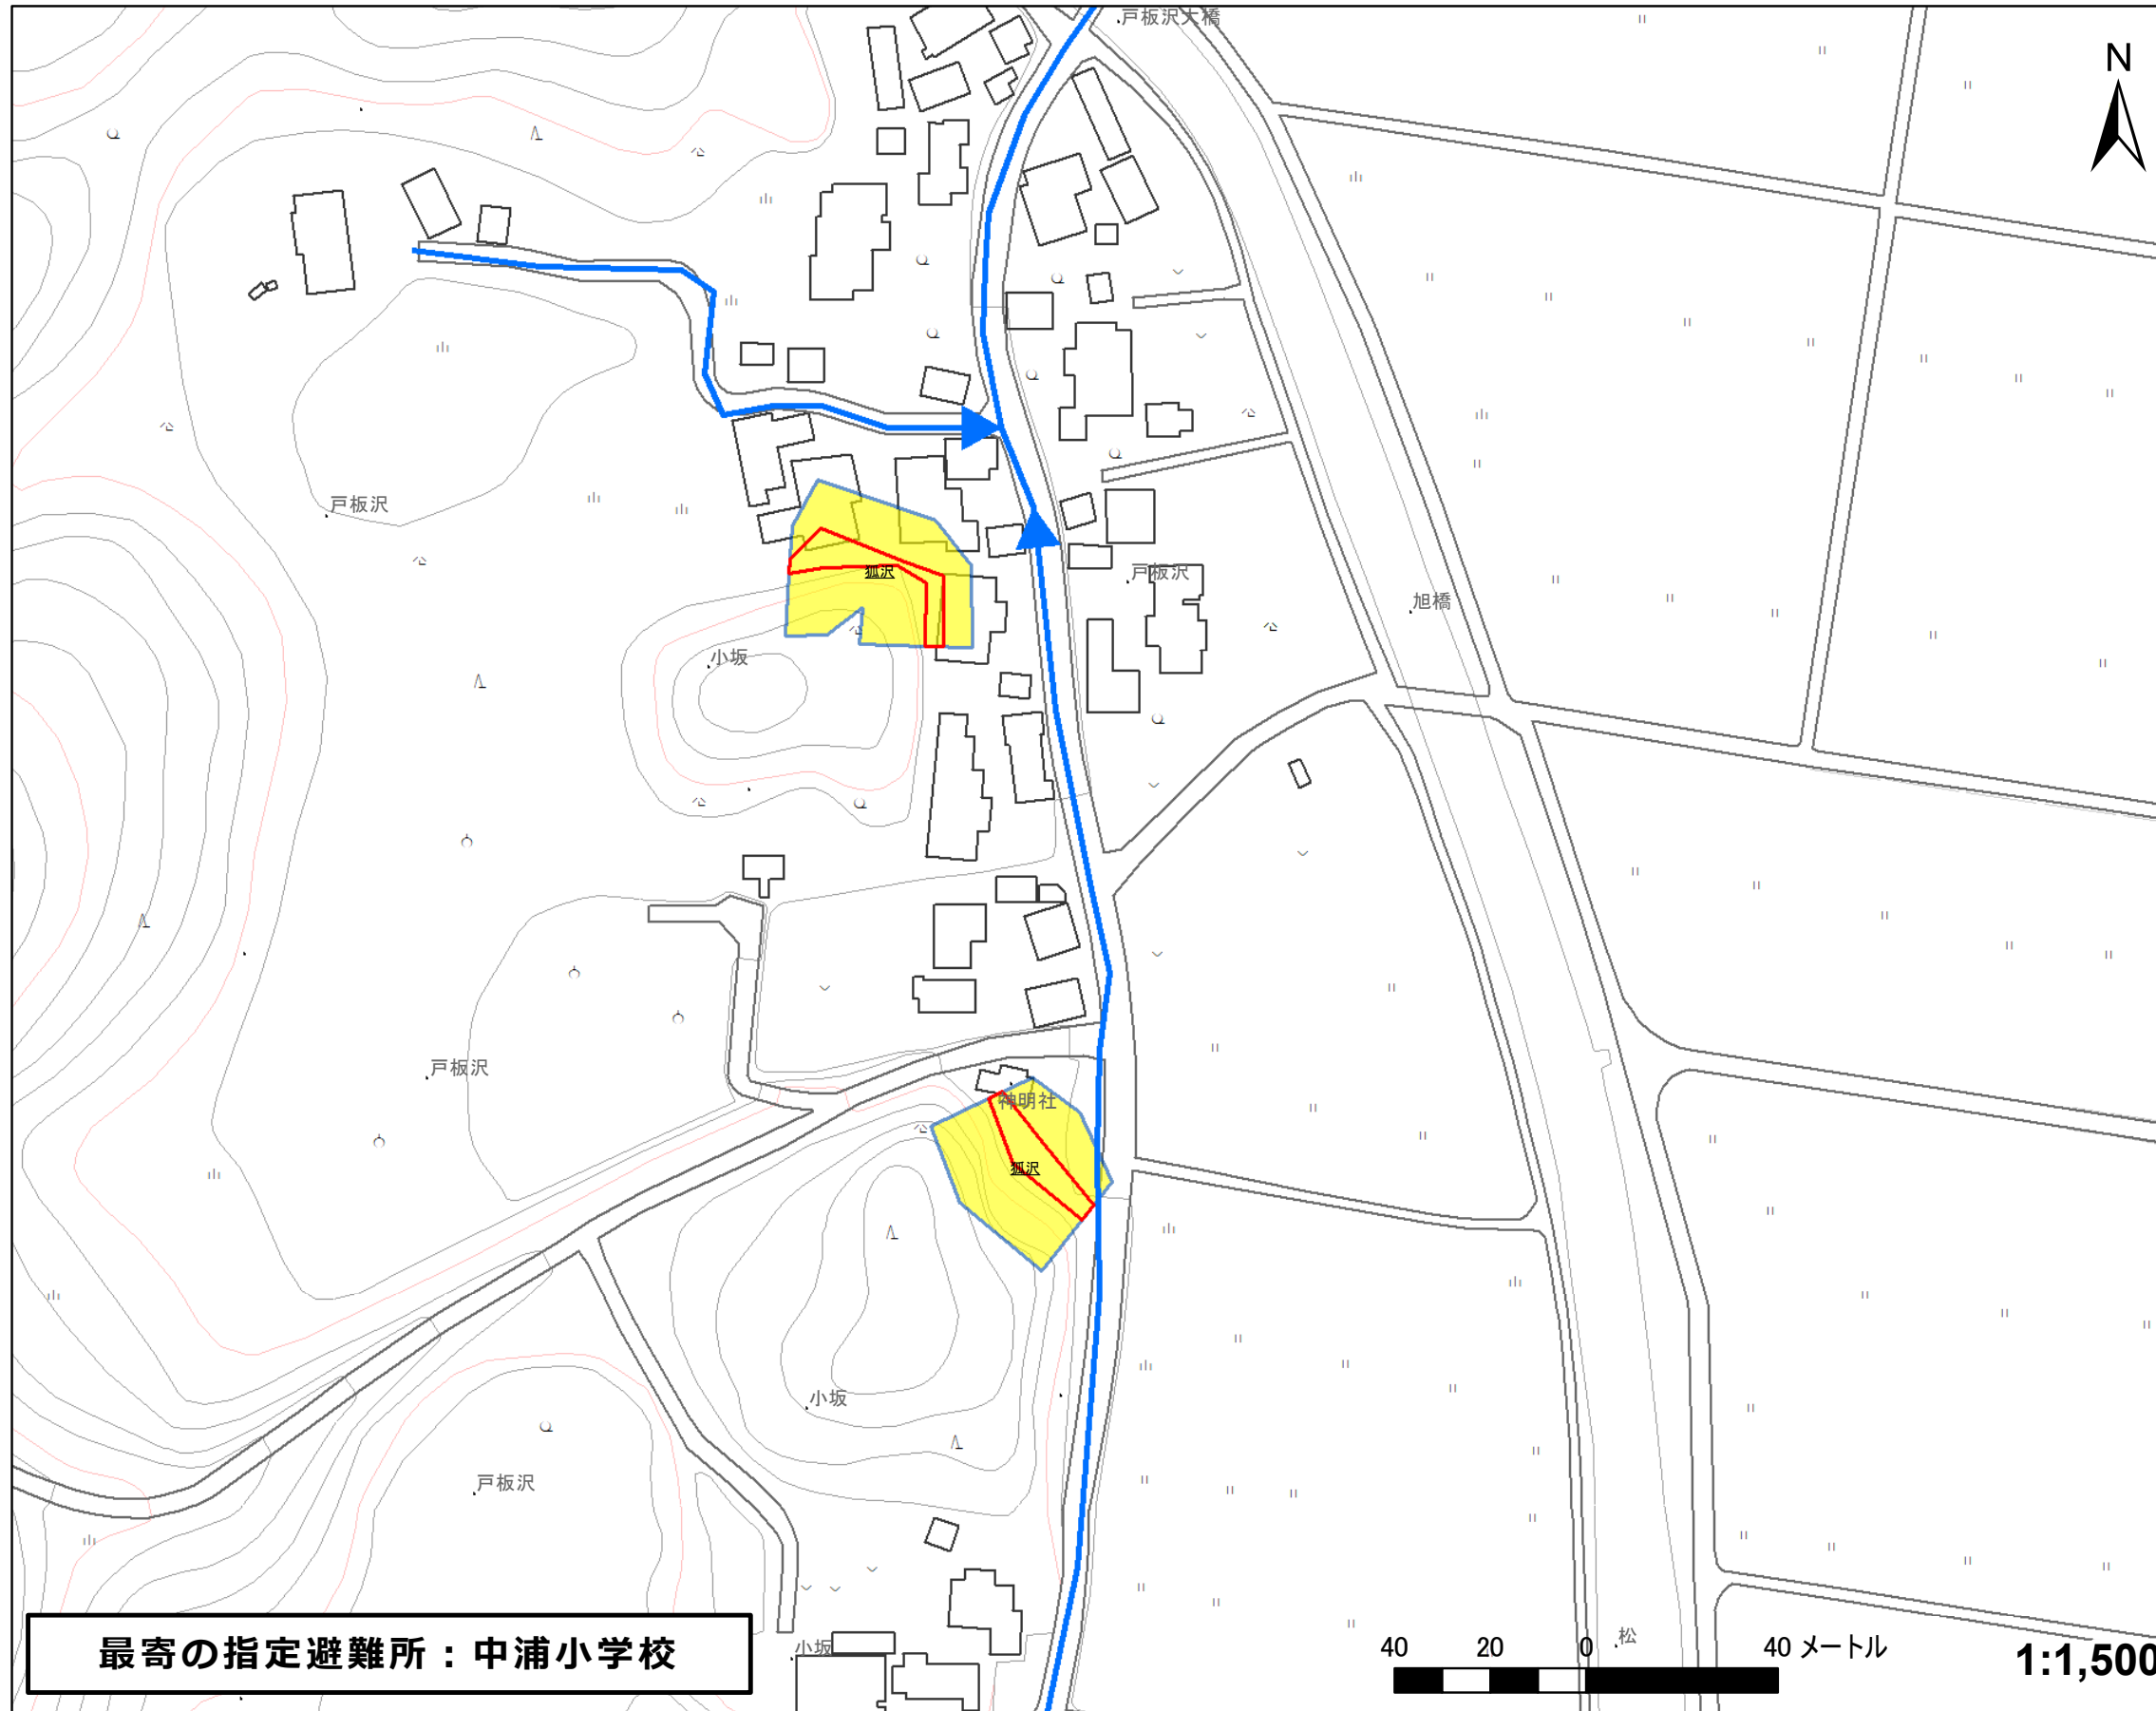 戸板沢大橋
N
戸板沢
狐沢
戸板沢
旭橋
小坂
戸板沢
神明社
狐沢
小坂
戸板沢
最寄の指定避難所：中浦小学校
小坂
松
40 20 0 40 メートル
1:1,500